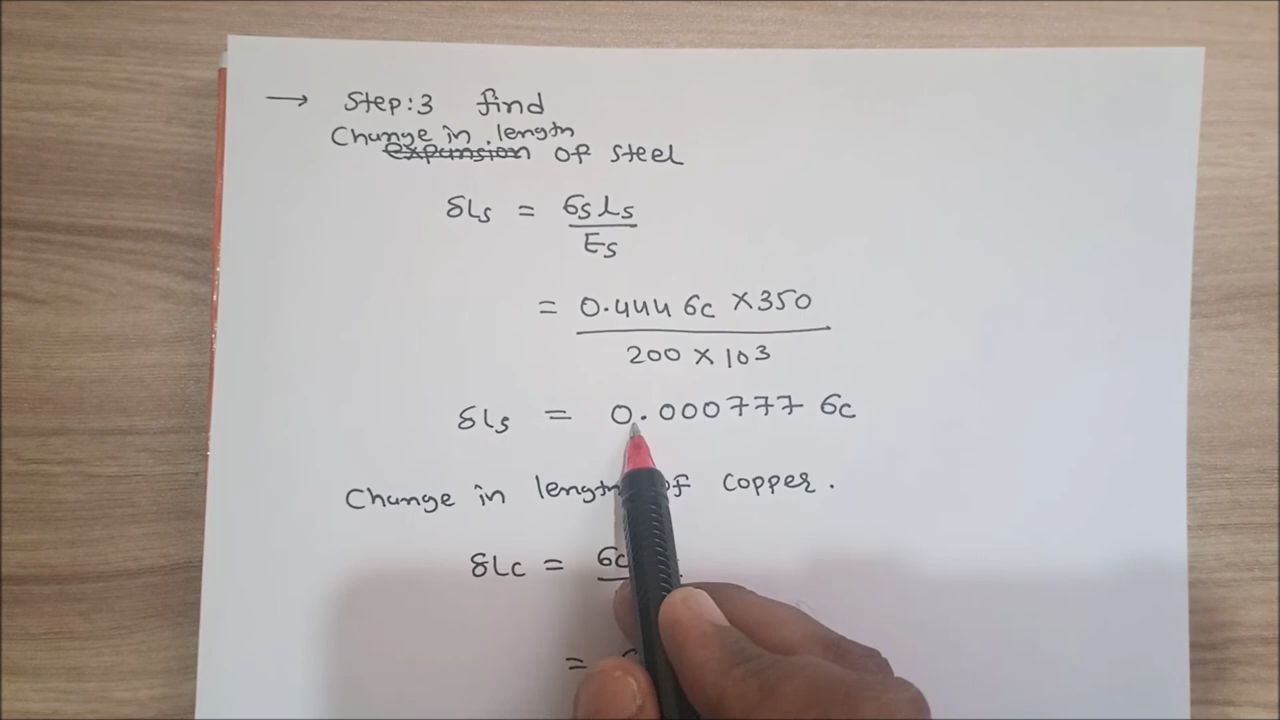 → Step:3 find
Change in length
expansion of steel
δLs = σs Ls
Es
= 0.444 σc ×350
200 × 10³
δLs = 0.000777 σc
Change in length of copper.
δLc = σc
=